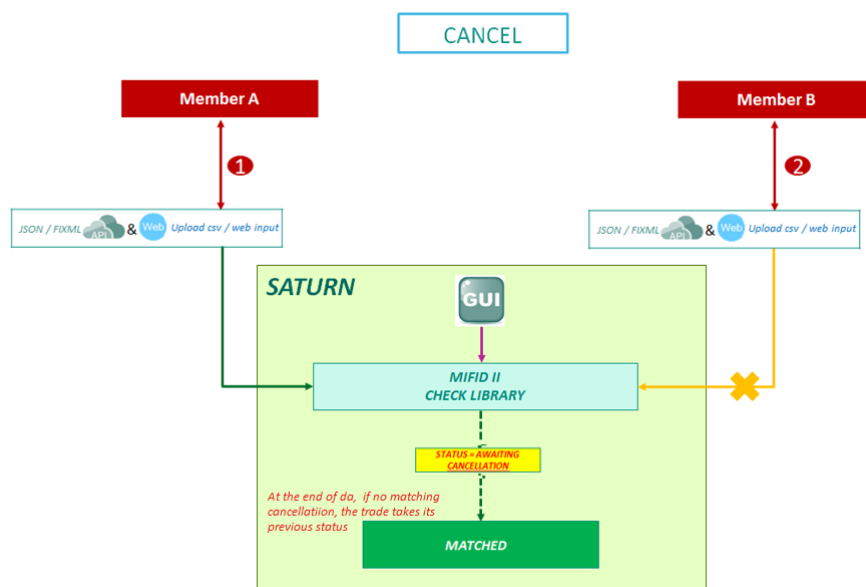 CANCEL
Member A
Member B
1
2
JSON / FIXML API & Web Upload csv / web input
JSON / FIXML API & Web Upload csv / web input
SATURN
GUI
MIFID II
CHECK LIBRARY
STATUS = AWAITING
CANCELLATION
At the end of da, if no matching
cancellatiion, the trade takes its
previous status
MATCHED